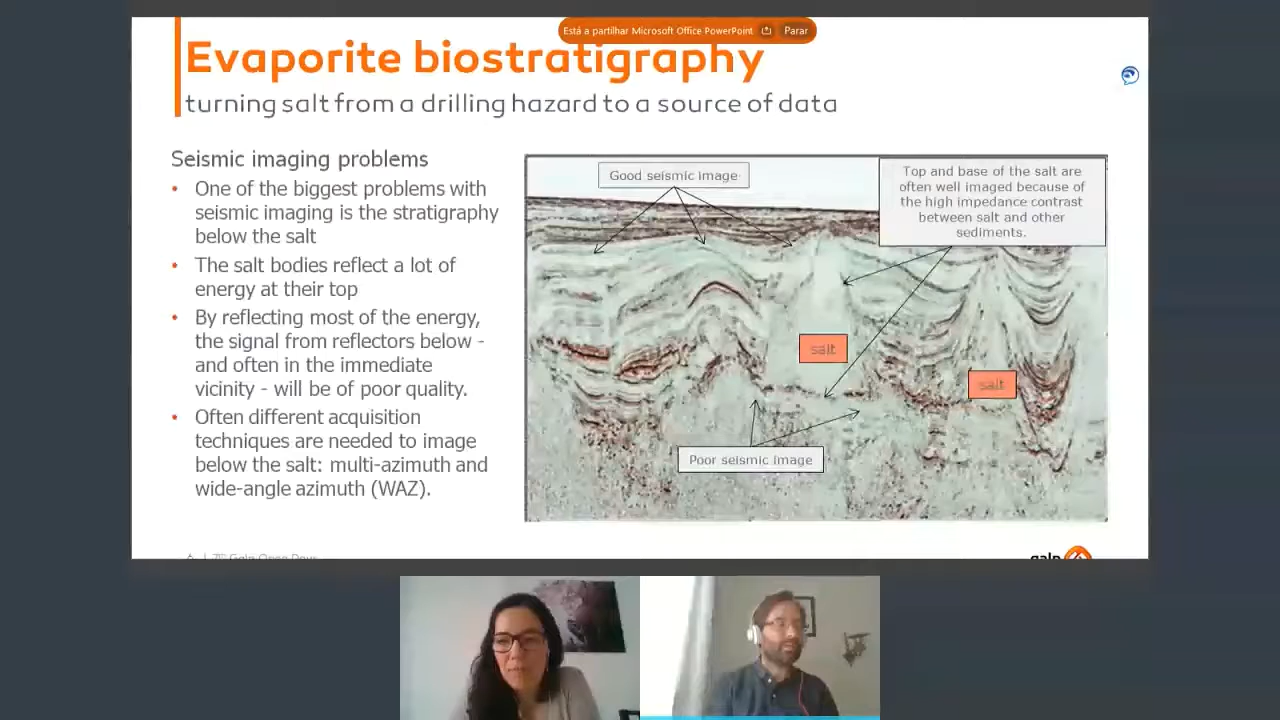 Está a partilhar Microsoft Office PowerPoint
Parar
Evaporite biostratigraphy
turning salt from a drilling hazard to a source of data
Seismic imaging problems
• One of the biggest problems with
seismic imaging is the stratigraphy
below the salt
• The salt bodies reflect a lot of
energy at their top
• By reflecting most of the energy,
the signal from reflectors below -
and often in the immediate
vicinity - will be of poor quality.
• Often different acquisition
techniques are needed to image
below the salt: multi-azimuth and
wide-angle azimuth (WAZ).
Good seismic image
Top and base of the salt are
often well imaged because of
the high impedance contrast
between salt and other
sediments.
salt
salt
Poor seismic image
6 | 7th Galp Open Days
galp